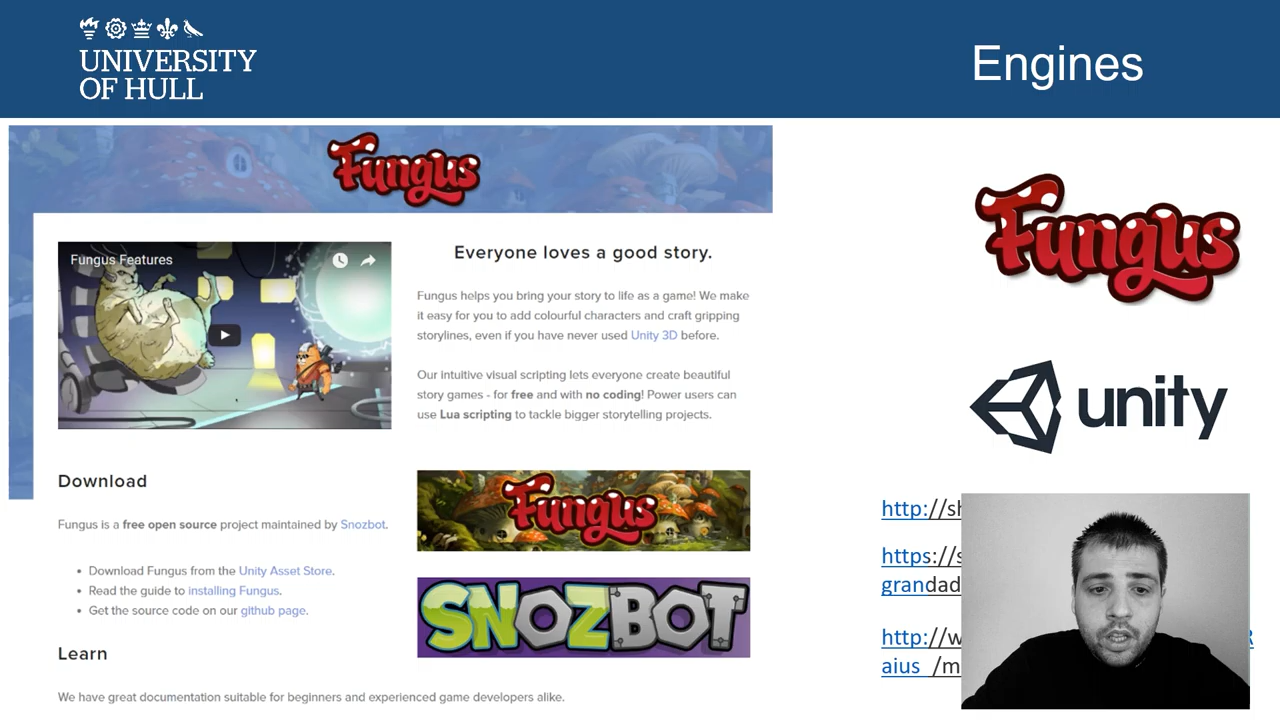 UNIVERSITY
OF HULL
Engines
Fungus
Fungus Features
Everyone loves a good story.
Fungus helps you bring your story to life as a game! We make
it easy for you to add colourful characters and craft gripping
storylines, even if you have never used Unity 3D before.
Our intuitive visual scripting lets everyone create beautiful
story games - for free and with no coding! Power users can
use Lua scripting to tackle bigger storytelling projects.
Download
Fungus is a free open source project maintained by Snozbot.
• Download Fungus from the Unity Asset Store.
• Read the guide to installing Fungus.
• Get the source code on our github page.
Fungus
SNOZBOT
Learn
We have great documentation suitable for beginners and experienced game developers alike.
Fungus
unity
http://sh
https://s
grandad
http://w
aius_/m